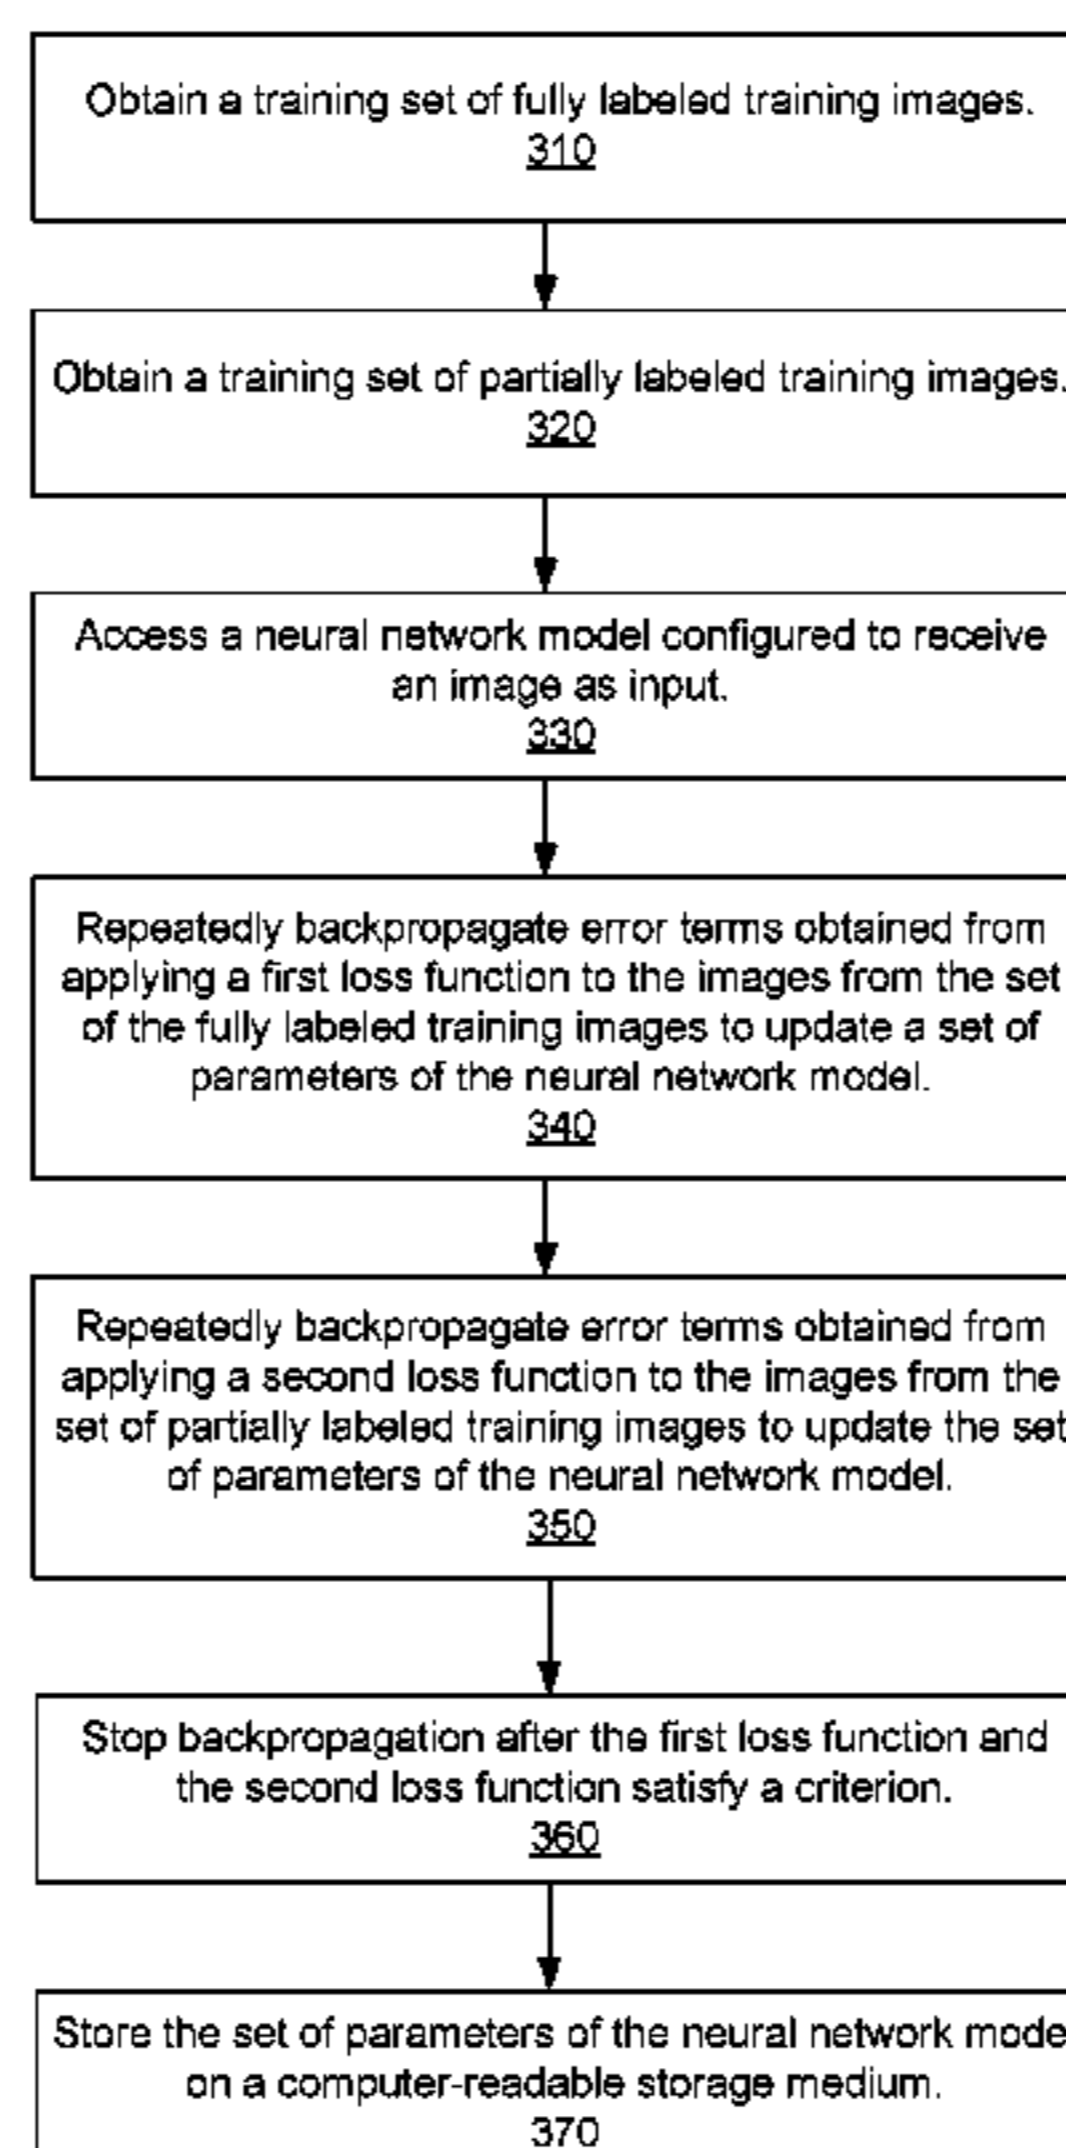 Obtain a training set of fully labeled training images.
310
Obtain a training set of partially labeled training images.
320
Access a neural network model configured to receive
an image as input.
330
Repeatedly backpropagate error terms obtained from
applying a first loss function to the images from the set
of the fully labeled training images to update a set of
parameters of the neural network model.
340
Repeatedly backpropagate error terms obtained from
applying a second loss function to the images from the
set of partially labeled training images to update the set
of parameters of the neural network model.
350
Stop backpropagation after the first loss function and
the second loss function satisfy a criterion.
360
Store the set of parameters of the neural network mode
on a computer-readable storage medium.
370